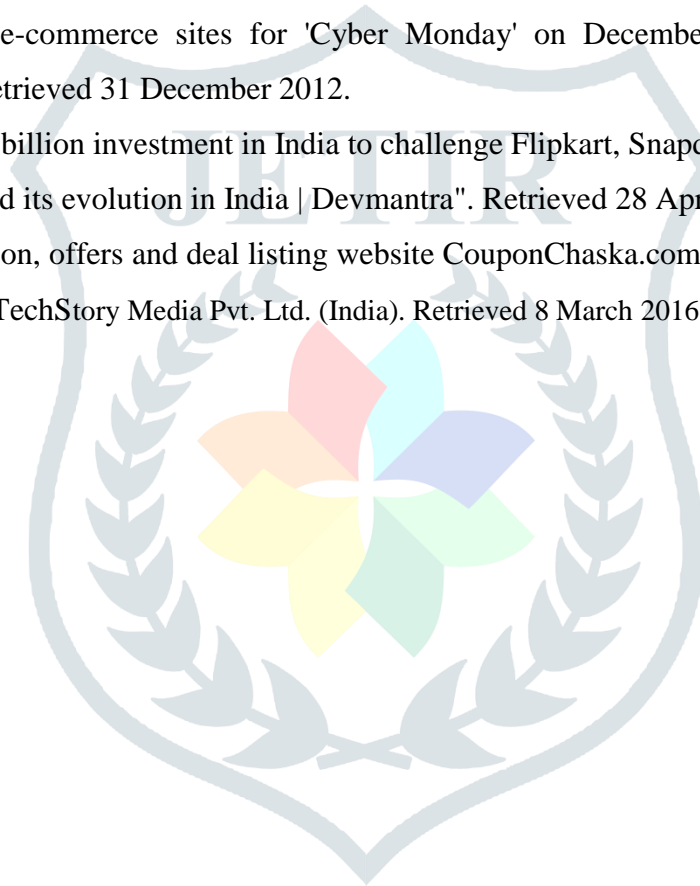 e-commerce sites for 'Cyber Monday' on Decembe
etrieved 31 December 2012.
billion investment in India to challenge Flipkart, Snapd
d its evolution in India | Devmantra". Retrieved 28 Apr
on, offers and deal listing website CouponChaska.com
TechStory Media Pvt. Ltd. (India). Retrieved 8 March 2016
JETIR